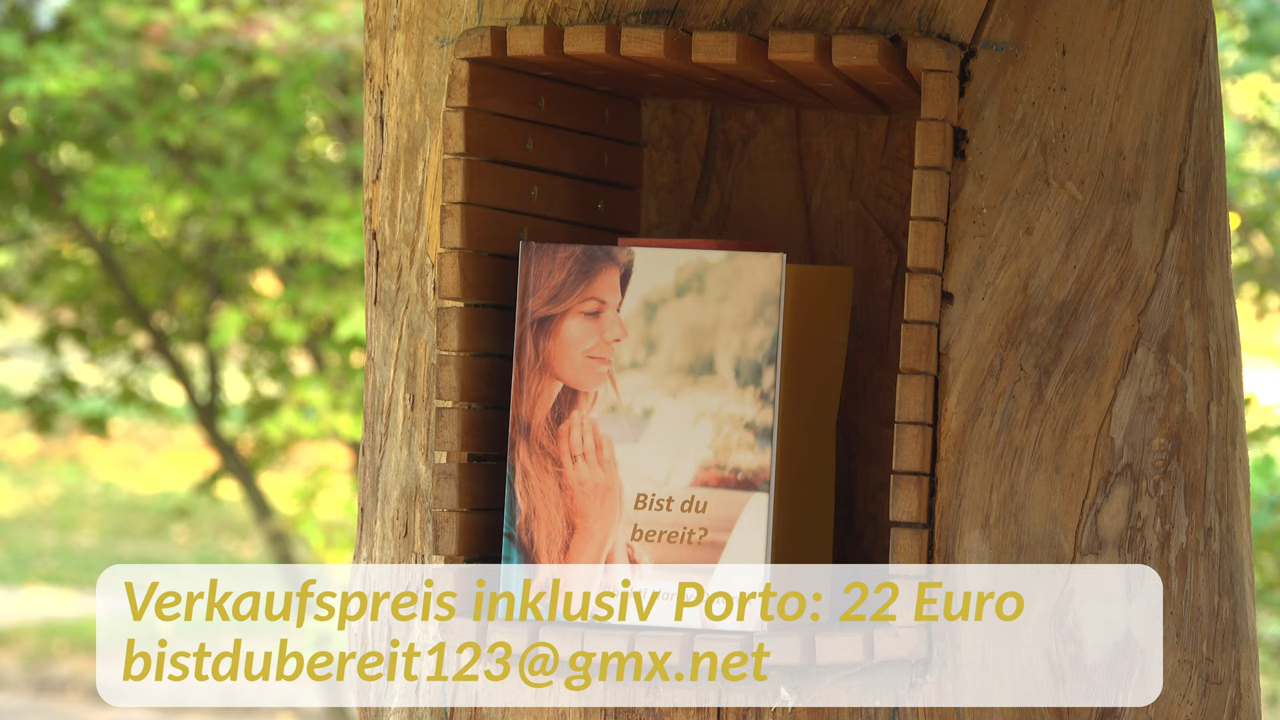 Bist du
bereit?
Verkaufspreis inklusiv Porto: 22 Euro
bistdubereit123@gmx.net